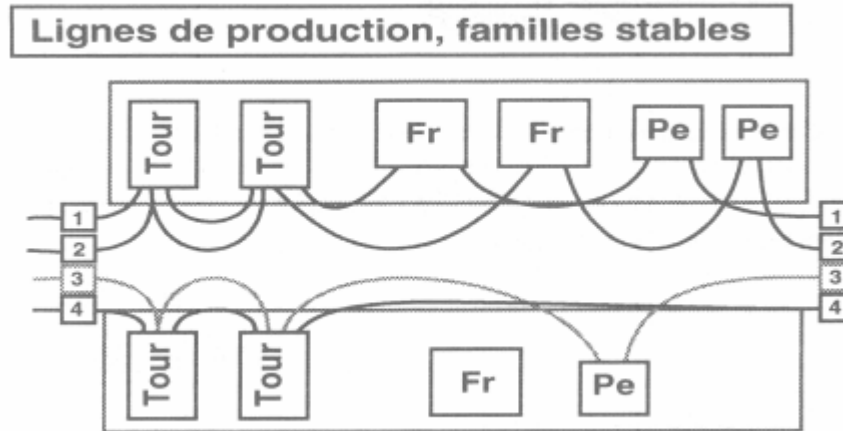 Lignes de production, familles stables
Tour Tour Fr Fr Pe Pe
1 1
2 2
3 3
4 4
Tour Tour Fr Pe